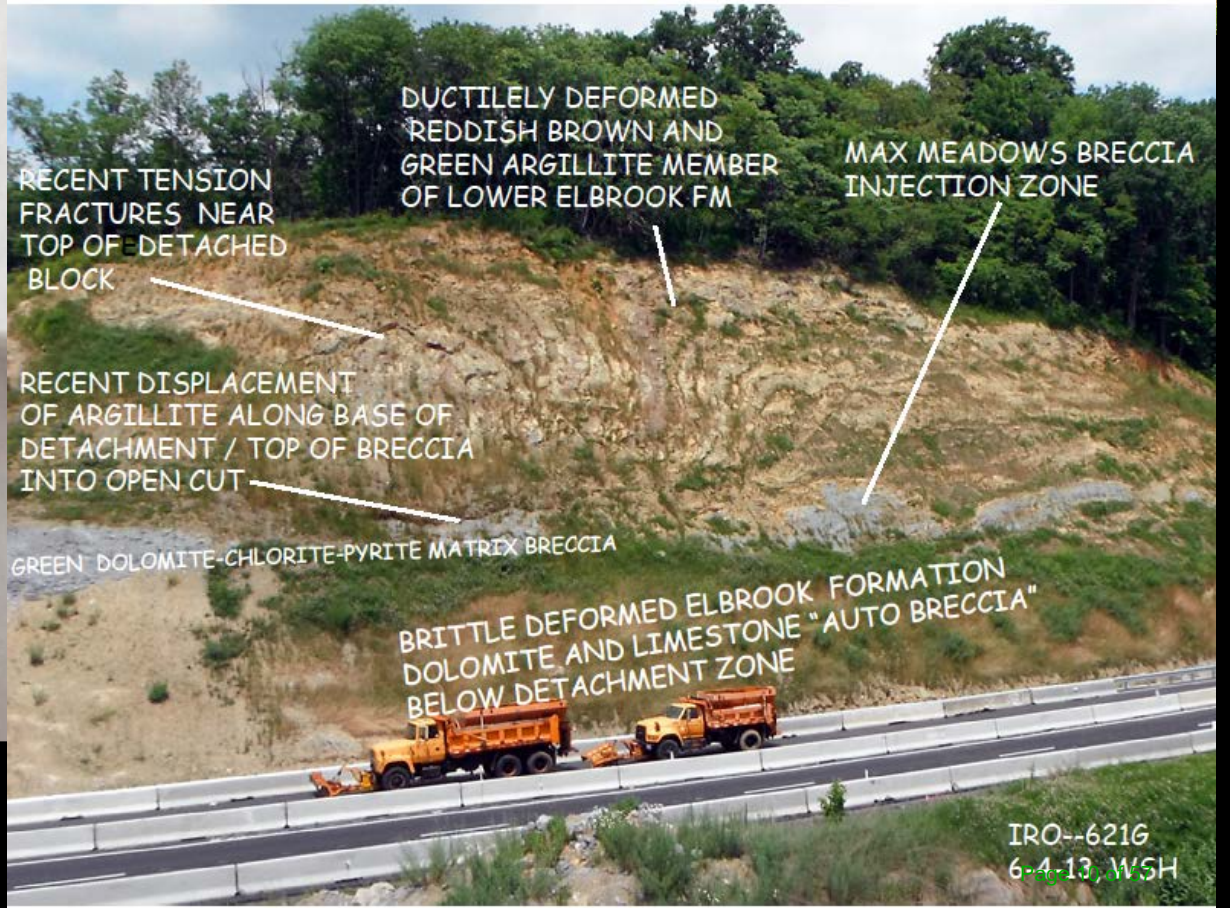 DUCTILELY DEFORMED
REDDISH BROWN AND
GREEN ARGILLITE MEMBER
OF LOWER ELBROOK FM
MAX MEADOWS BRECCIA
INJECTION ZONE
RECENT TENSION
FRACTURES NEAR
TOP OF DETACHED
BLOCK
RECENT DISPLACEMENT
OF ARGILLITE ALONG BASE OF
DETACHMENT / TOP OF BRECCIA
INTO OPEN CUT
GREEN DOLOMITE-CHLORITE-PYRITE MATRIX BRECCIA
BRITTLE DEFORMED ELBROOK FORMATION
DOLOMITE AND LIMESTONE "AUTO BRECCIA"
BELOW DETACHMENT ZONE
IRO--621G
6-4-13, WSH
Page 10 of